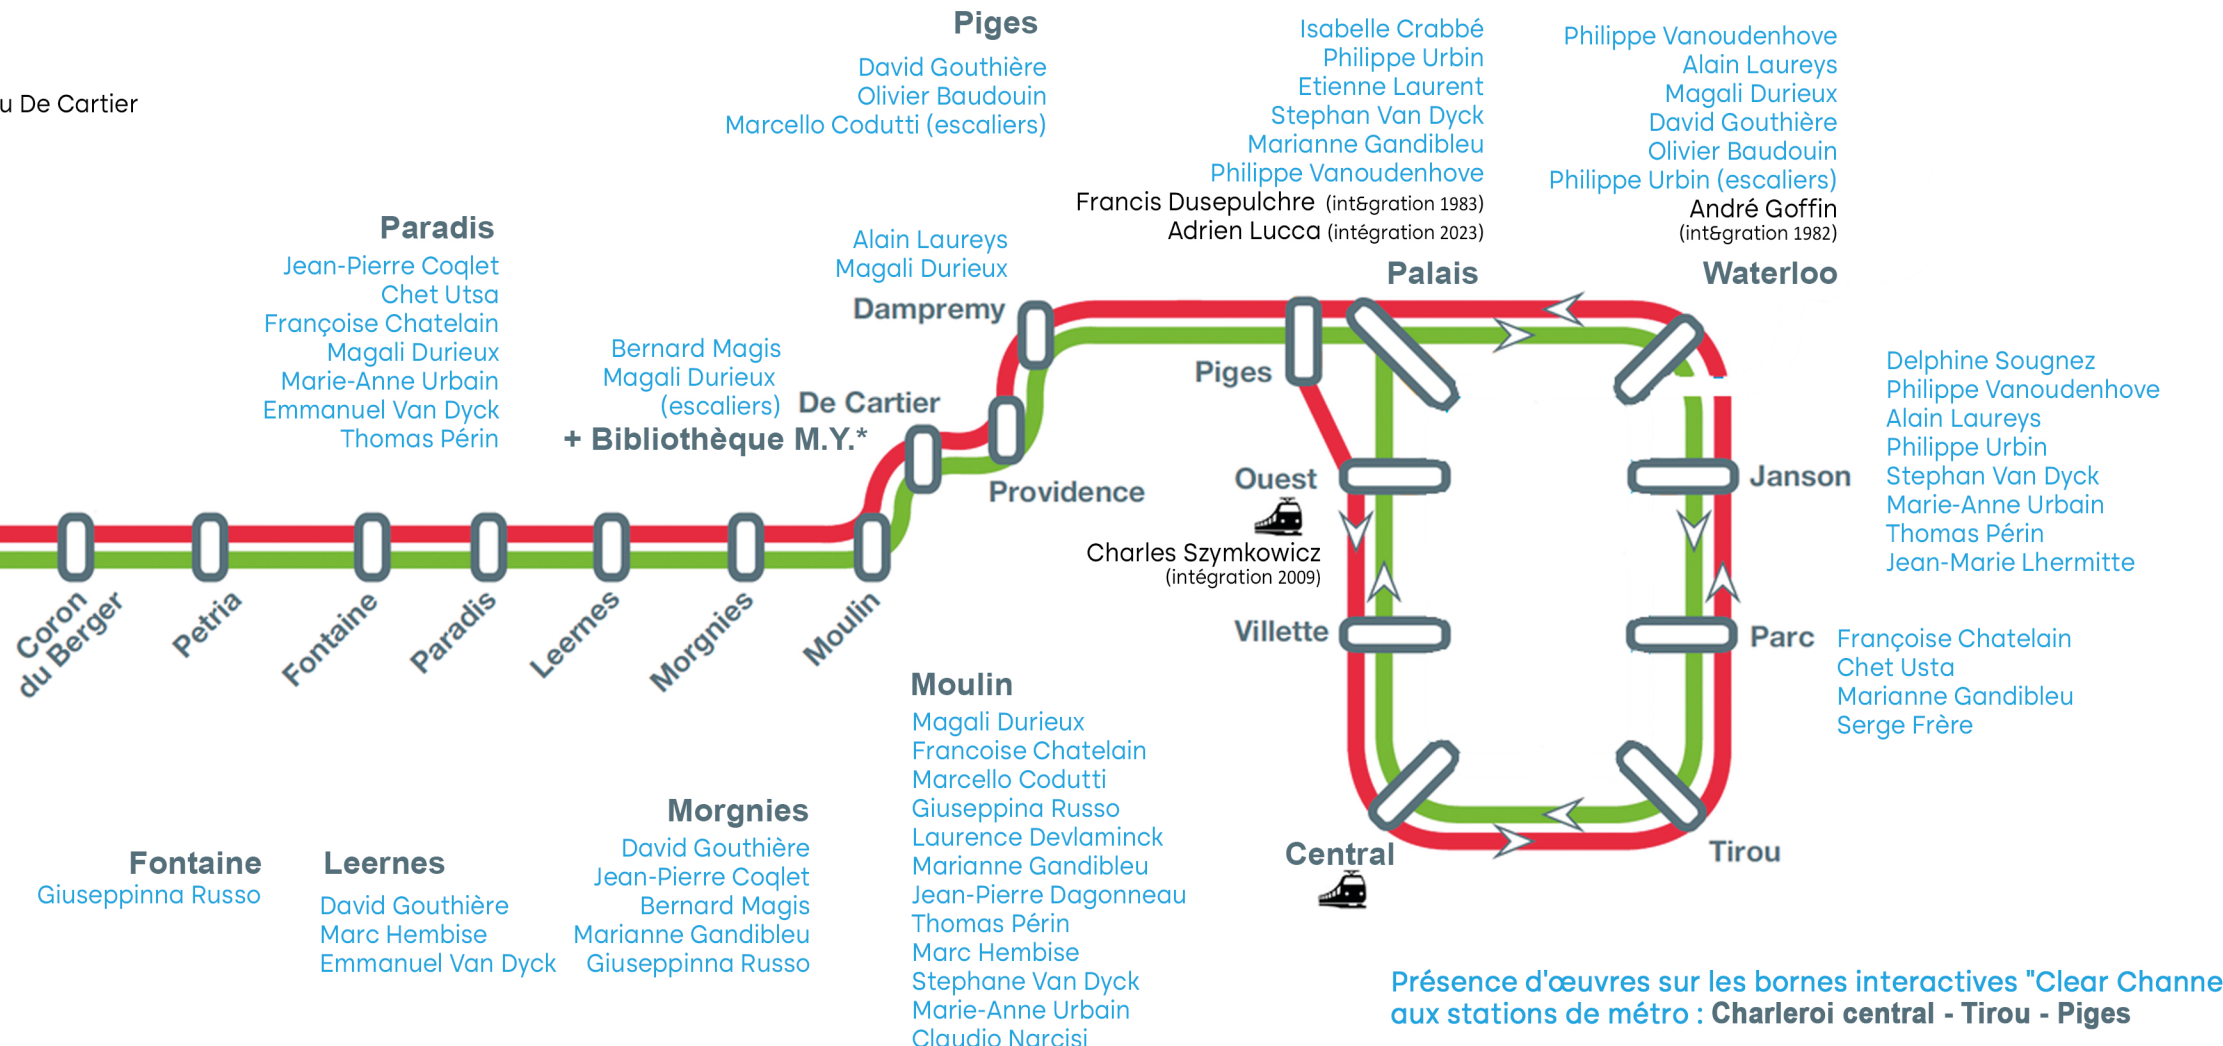 Piges
David Gouthière
Olivier Baudouin
Marcello Codutti (escaliers)
Isabelle Crabbé
Philippe Urbin
Etienne Laurent
Stephan Van Dyck
Marianne Gandibleu
Philippe Vanoudenhove
Francis Dusepulchre (int&gration 1983)
Adrien Lucca (intégration 2023)
Palais
Philippe Vanoudenhove
Alain Laureys
Magali Durieux
David Gouthière
Olivier Baudouin
Philippe Urbin (escaliers)
André Goffin
(int&gration 1982)
Waterloo
u De Cartier
Paradis
Jean-Pierre Coqlet
Chet Utsa
Françoise Chatelain
Magali Durieux
Marie-Anne Urbain
Emmanuel Van Dyck
Thomas Périn
Alain Laureys
Magali Durieux
Dampremy
Bernard Magis
Magali Durieux
(escaliers)
De Cartier
+ Bibliothèque M.Y.*
Providence
Piges
Ouest
Charles Szymkowicz
(intégration 2009)
Villette
Janson
Delphine Sougnez
Philippe Vanoudenhove
Alain Laureys
Philippe Urbin
Stephan Van Dyck
Marie-Anne Urbain
Thomas Périn
Jean-Marie Lhermitte
Parc
Françoise Chatelain
Chet Usta
Marianne Gandibleu
Serge Frère
Coron
du Berger
Petria
Fontaine
Paradis
Leernes
Morgnies
Moulin
Fontaine
Giuseppinna Russo
Leernes
David Gouthière
Marc Hembise
Emmanuel Van Dyck
Morgnies
David Gouthière
Jean-Pierre Coqlet
Bernard Magis
Marianne Gandibleu
Giuseppinna Russo
Moulin
Magali Durieux
Francoise Chatelain
Marcello Codutti
Giuseppina Russo
Laurence Devlaminck
Marianne Gandibleu
Jean-Pierre Dagonneau
Thomas Périn
Marc Hembise
Stephane Van Dyck
Marie-Anne Urbain
Claudio Narcisi
Central
Tirou
Présence d'œuvres sur les bornes interactives "Clear Channe
aux stations de métro : Charleroi central - Tirou - Piges